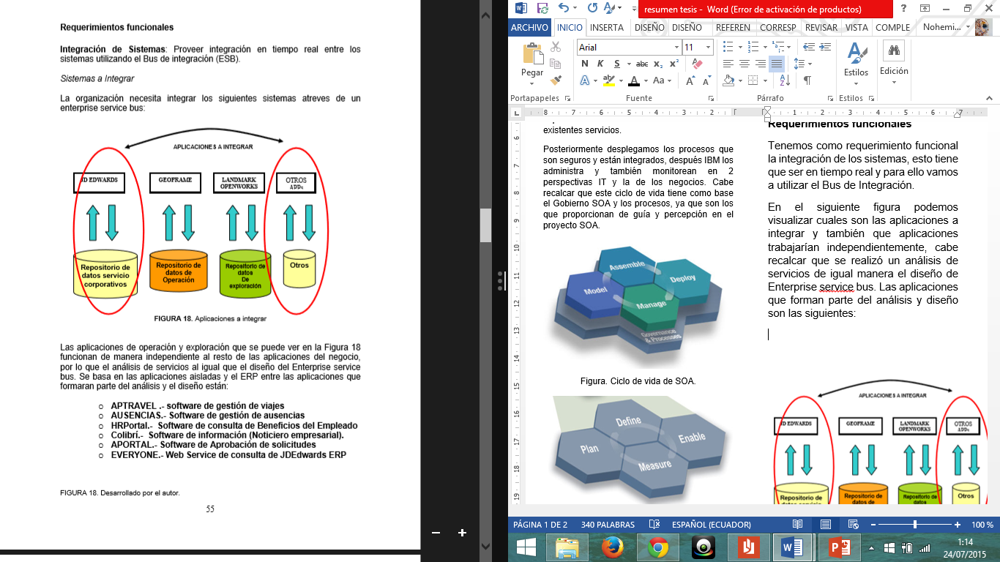 Requerimientos funcionales
Integración de Sistemas: Proveer integración en tiempo real entre los
sistemas utilizando el Bus de integración (ESB).
Sistemas a Integrar
La organización necesita integrar los siguientes sistemas atreves de un
enterprise service bus:
APLICACIONES A INTEGRAR
JD EDWARDS
GEOFRAME
LANDMARK
OPENWORKS
OTROS
APPs
Repositorio de
datos servicio
corporativos
Repositorio de
datos de
Operación
Repositorio de
datos
De
exploración
Otros
FIGURA 18. Aplicaciones a integrar
Las aplicaciones de operación y exploración que se puede ver en la Figura 18
funcionan de manera independiente al resto de las aplicaciones del negocio,
por lo que el análisis de servicios al igual que el diseño del Enterprise service
bus. Se basa en las aplicaciones aisladas y el ERP entre las aplicaciones que
formaran parte del análisis y el diseño están:
o APTRAVEL .- software de gestión de viajes
o AUSENCIAS.- Software de gestión de ausencias
o HRPortal.- Software de consulta de Beneficios del Empleado
o Colibrí.- Software de información (Noticiero empresarial).
o APORTAL.- Software de Aprobación de solicitudes
o EVERYONE.- Web Service de consulta de JDEdwards ERP
FIGURA 18. Desarrollado por el autor.
55
resumen tesis - Word (Error de activación de productos)
ARCHIVO INICIO INSERTA DISEÑO DISEÑO REFEREN CORRESP REVISAR VISTA COMPLE Nohemi...
Pegar
Arial 11
N K S abc x₂ x²
A aby A Aa A A
Estilos
Edición
Portapapeles Fuente Párrafo Estilos
8 7 6 5 4 3 2 1 2 3 4 5 6 7
6
7
8
9
10
11
12
13
14
15
16
17
18
19
existentes servicios.
Posteriormente desplegamos los procesos que
son seguros y están integrados, después IBM los
administra y también monitorean en 2
perspectivas IT y la de los negocios. Cabe
recalcar que este ciclo de vida tiene como base
el Gobierno SOA y los procesos, ya que son los
que proporcionan de guía y percepción en el
proyecto SOA.
Assemble
Deploy
Model
Manage
Governance
& Processes
Figura. Ciclo de vida de SOA.
Define
Enable
Plan
Measure
Requerimientos funcionales
Tenemos como requerimiento funcional
la integración de los sistemas, esto tiene
que ser en tiempo real y para ello vamos
a utilizar el Bus de Integración.
En el siguiente figura podemos
visualizar cuales son las aplicaciones a
integrar y también que aplicaciones
trabajarían independientemente, cabe
recalcar que se realizó un análisis de
servicios de igual manera el diseño de
Enterprise service bus. Las aplicaciones
que forman parte del análisis y diseño
son las siguientes:
APLICACIONES A INTEGRAR
JD EDWARDS
GEOFRAME
LANDMARK
OPENWORKS
OTROS
APPs
Repositorio de
datos servicio
Repositorio de
datos de
Repositorio de
datos
Otros
PÁGINA 1 DE 2 340 PALABRAS ESPAÑOL (ECUADOR) 100 %
1:14
24/07/2015